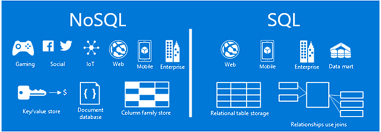 NoSQL
SQL
Gaming
Social
IoT
Web
Mobile
Enterprise
Web
Mobile
Enterprise
Data mart
Key/value store
$
Document
database
Column family store
Relational table storage
Relationships use joins